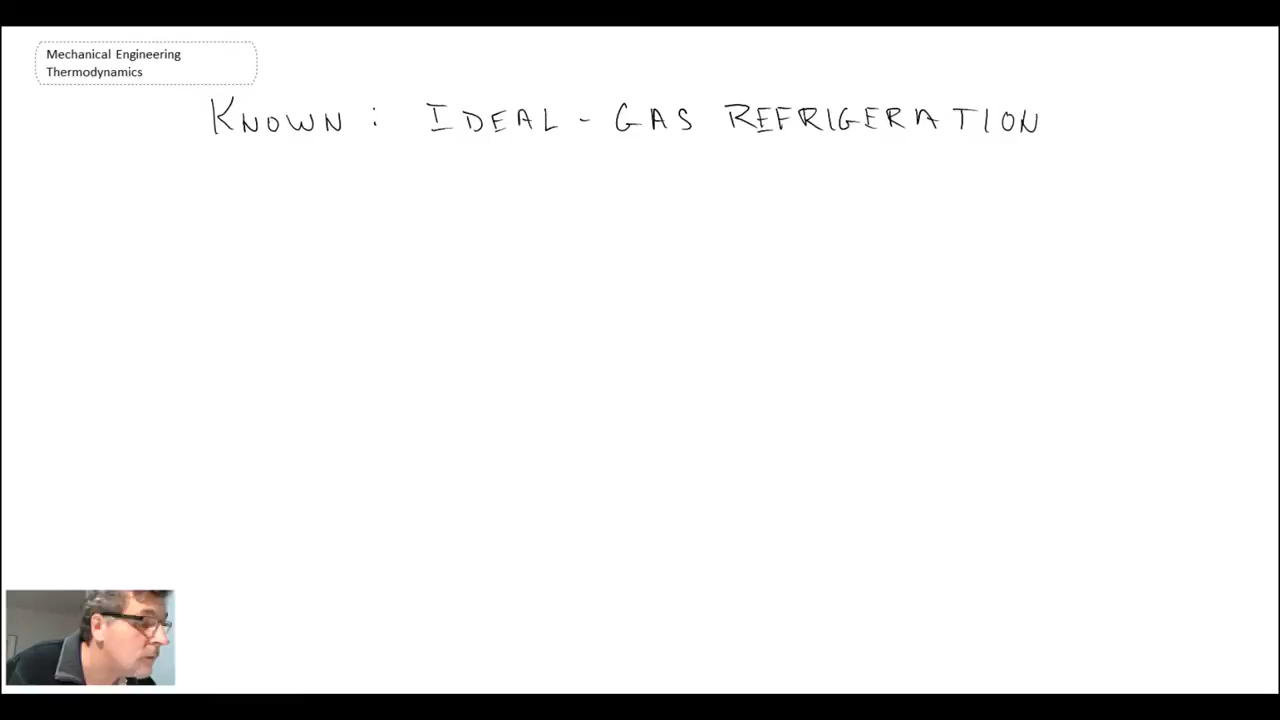 Mechanical Engineering
Thermodynamics
KNOWN : IDEAL - GAS REFRIGERATION